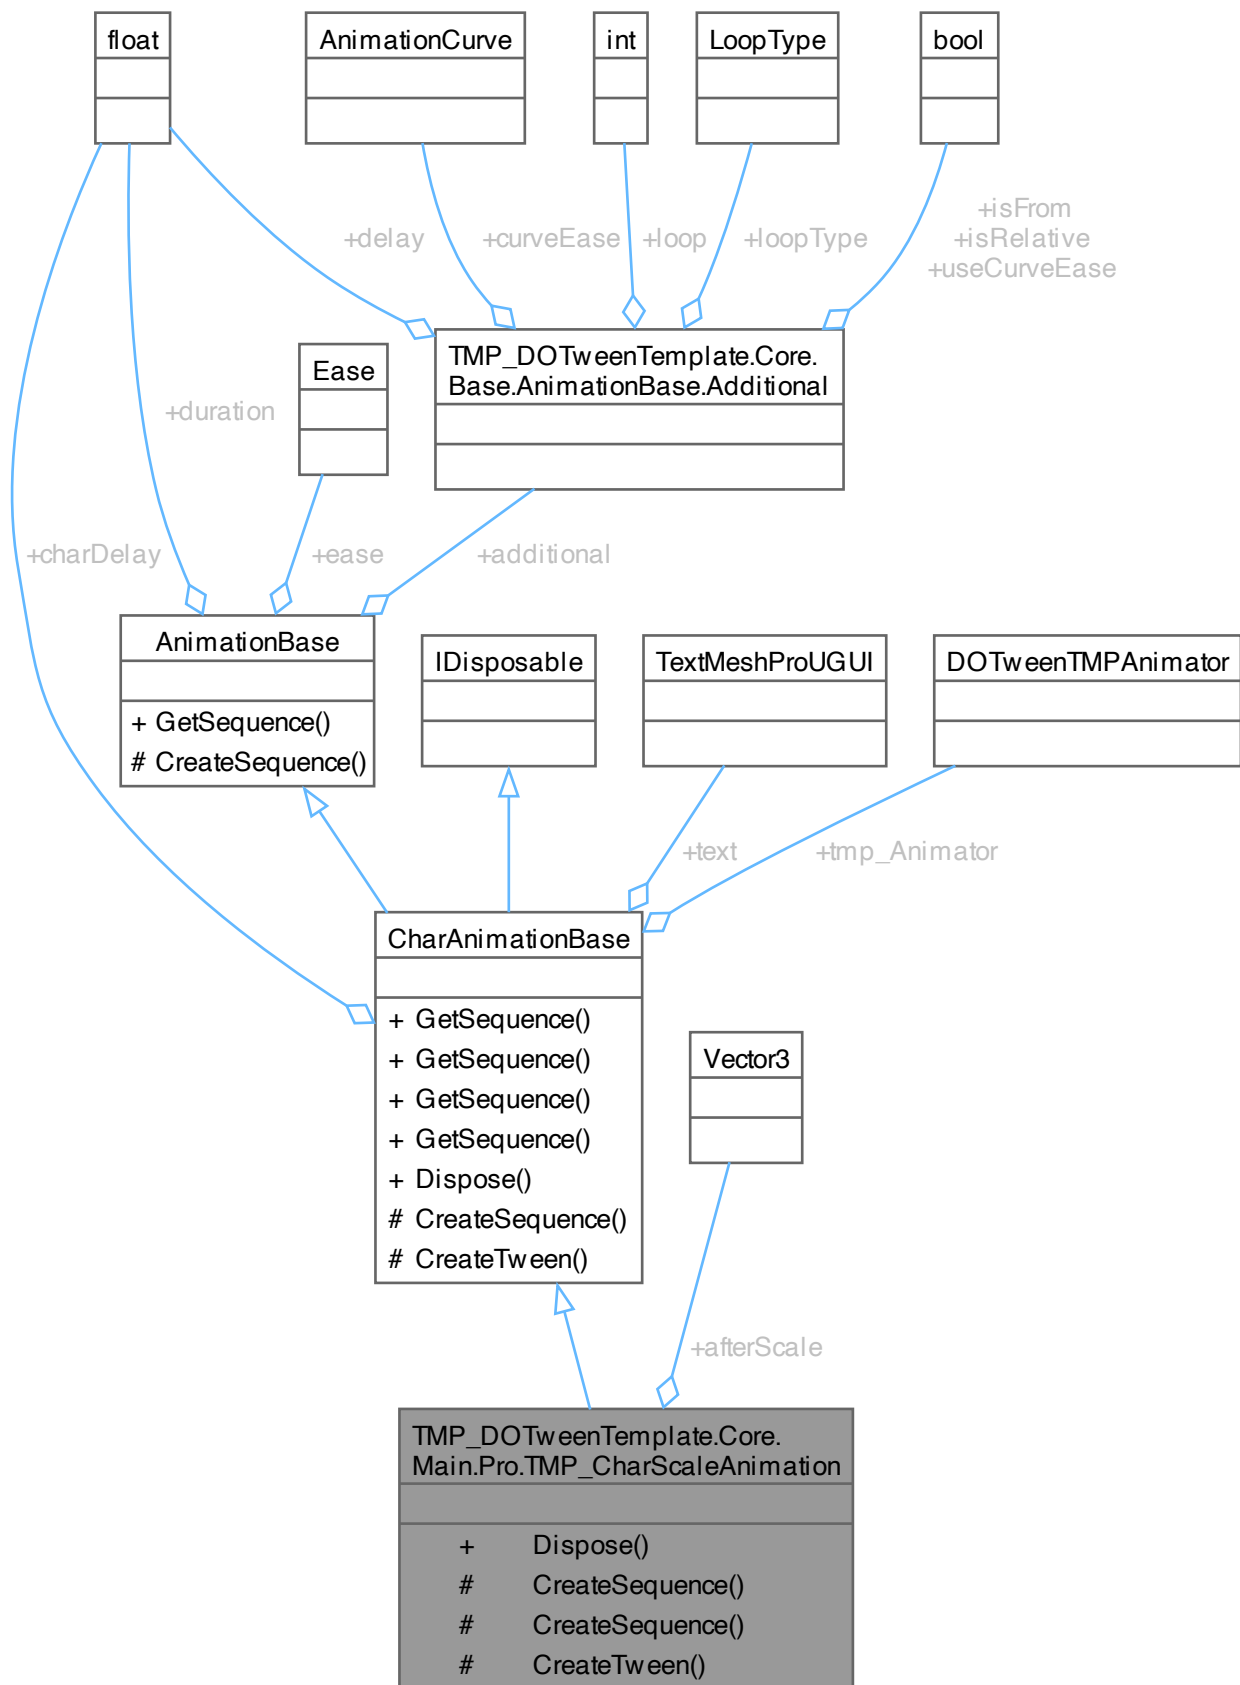 float
AnimationCurve
int
LoopType
bool
+delay
+curveEase
+loop
+loopType
+isFrom
+isRelative
+useCurveEase
TMP_DOTweenTemplate.Core.
Base.AnimationBase.Additional
Ease
+duration
+charDelay
+ease
+additional
AnimationBase
+ GetSequence()
# CreateSequence()
IDisposable
TextMeshProUGUI
DOTweenTMPAnimator
+text
+tmp_Animator
CharAnimationBase
+ GetSequence()
+ GetSequence()
+ GetSequence()
+ GetSequence()
+ Dispose()
# CreateSequence()
# CreateTween()
Vector3
+afterScale
TMP_DOTweenTemplate.Core.
Main.Pro.TMP_CharScaleAnimation
+ Dispose()
# CreateSequence()
# CreateSequence()
# CreateTween()